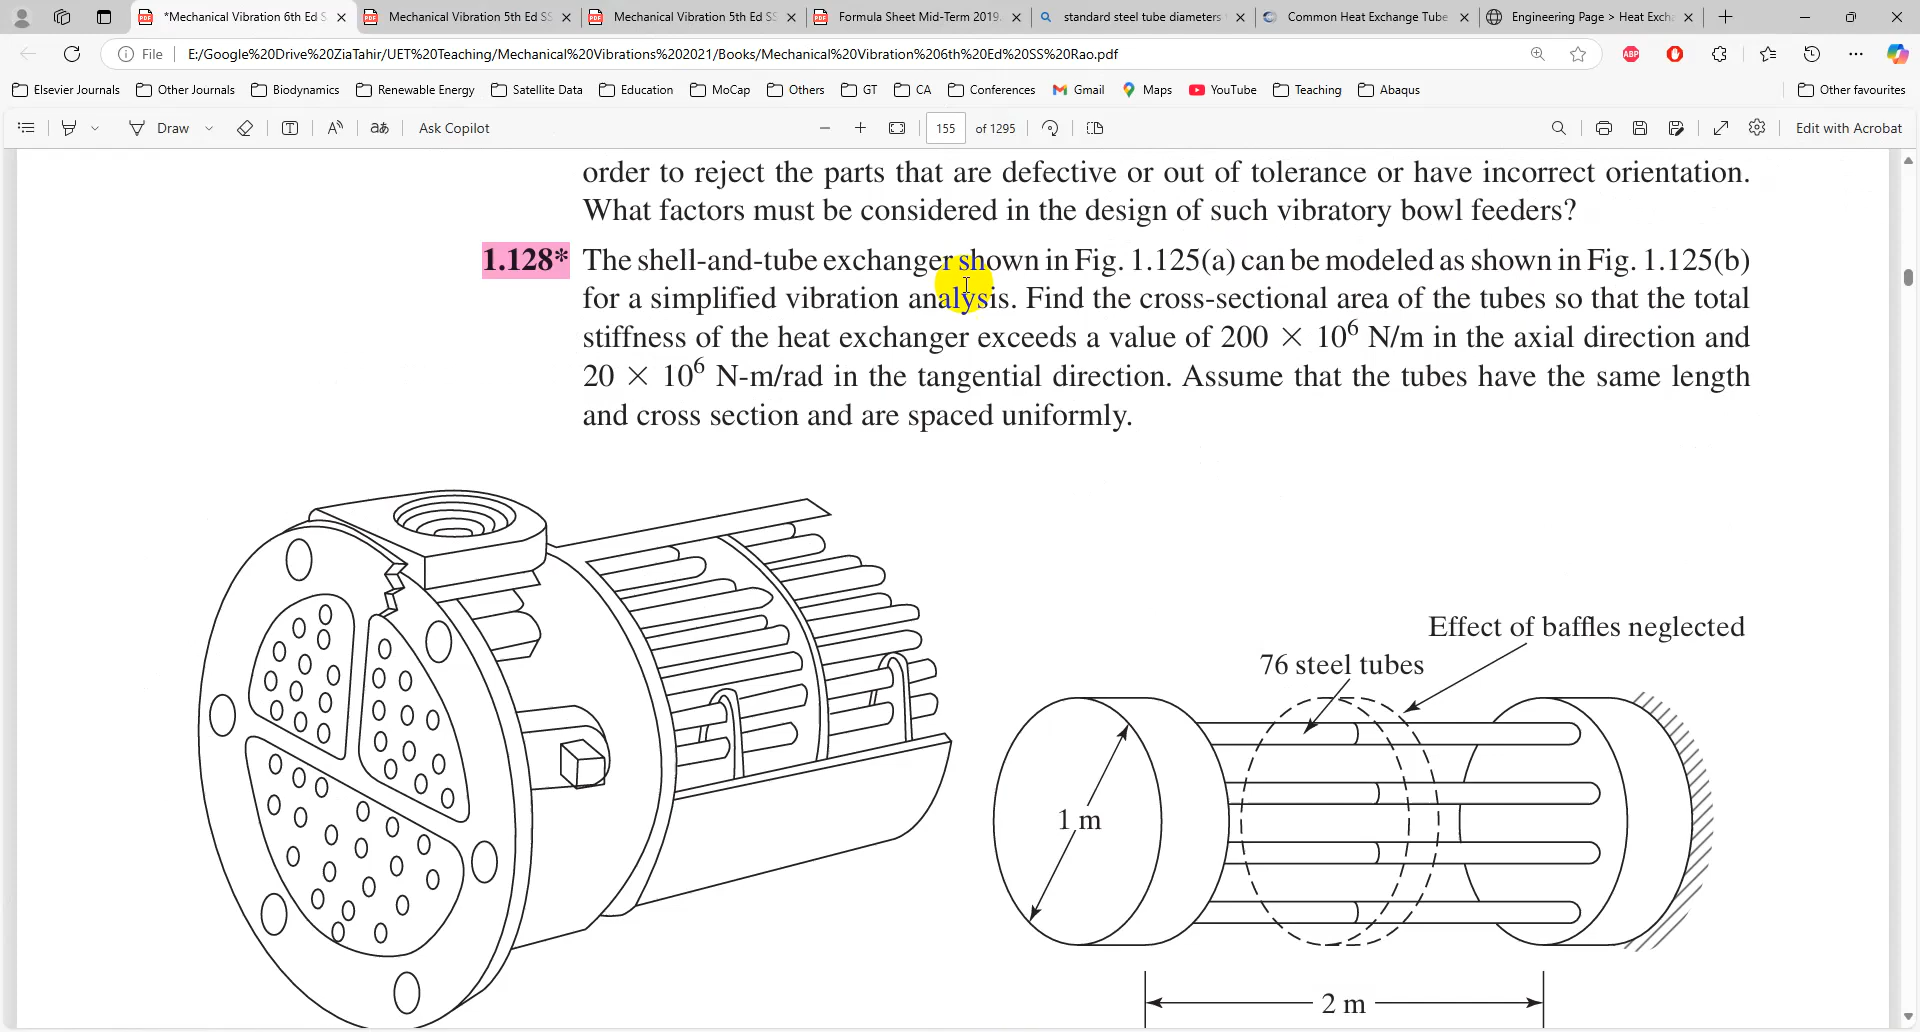 *Mechanical Vibration 6th Ed S
Mechanical Vibration 5th Ed SS
Mechanical Vibration 5th Ed SS
Formula Sheet Mid-Term 2019.
standard steel tube diameters
Common Heat Exchange Tube
Engineering Page > Heat Exch
File
E:/Google%20Drive%20ZiaTahir/UET%20Teaching/Mechanical%20Vibrations%202021/Books/Mechanical%20Vibration%206th%20Ed%20SS%20Rao.pdf
ABP
Elsevier Journals
Other Journals
Biodynamics
Renewable Energy
Satellite Data
Education
MoCap
Others
GT
CA
Conferences
Gmail
Maps
YouTube
Teaching
Abaqus
Other favourites
Draw
Ask Copilot
155 of 1295
Edit with Acrobat
order to reject the parts that are defective or out of tolerance or have incorrect orientation.
What factors must be considered in the design of such vibratory bowl feeders?
1.128* The shell-and-tube exchanger shown in Fig. 1.125(a) can be modeled as shown in Fig. 1.125(b)
for a simplified vibration analysis. Find the cross-sectional area of the tubes so that the total
stiffness of the heat exchanger exceeds a value of 200 × 10⁶ N/m in the axial direction and
20 × 10⁶ N-m/rad in the tangential direction. Assume that the tubes have the same length
and cross section and are spaced uniformly.
Effect of baffles neglected
76 steel tubes
1 m
2 m